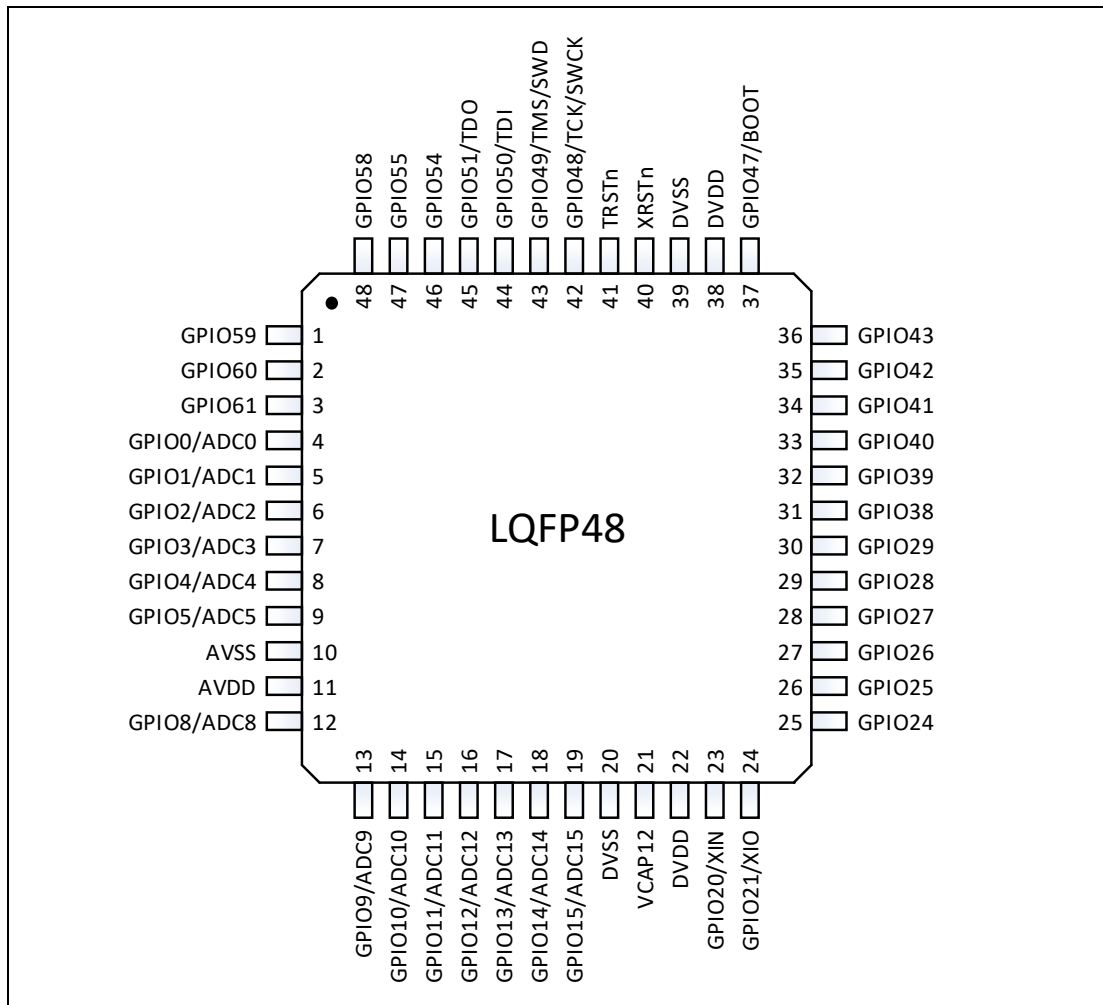 GPIO58
GPIO55
GPIO54
GPIO51/TDO
GPIO50/TDI
GPIO49/TMS/SWD
GPIO48/TCK/SWCK
TRSTn
XRSTn
DVSS
DVDD
GPIO47/BOOT
48
47
46
45
44
43
42
41
40
39
38
37
GPIO59 1
GPIO60 2
GPIO61 3
GPIO0/ADC0 4
GPIO1/ADC1 5
GPIO2/ADC2 6
GPIO3/ADC3 7
GPIO4/ADC4 8
GPIO5/ADC5 9
AVSS 10
AVDD 11
GPIO8/ADC8 12
LQFP48
36 GPIO43
35 GPIO42
34 GPIO41
33 GPIO40
32 GPIO39
31 GPIO38
30 GPIO29
29 GPIO28
28 GPIO27
27 GPIO26
26 GPIO25
25 GPIO24
13
14
15
16
17
18
19
20
21
22
23
24
GPIO9/ADC9
GPIO10/ADC10
GPIO11/ADC11
GPIO12/ADC12
GPIO13/ADC13
GPIO14/ADC14
GPIO15/ADC15
DVSS
VCAP12
DVDD
GPIO20/XIN
GPIO21/XIO